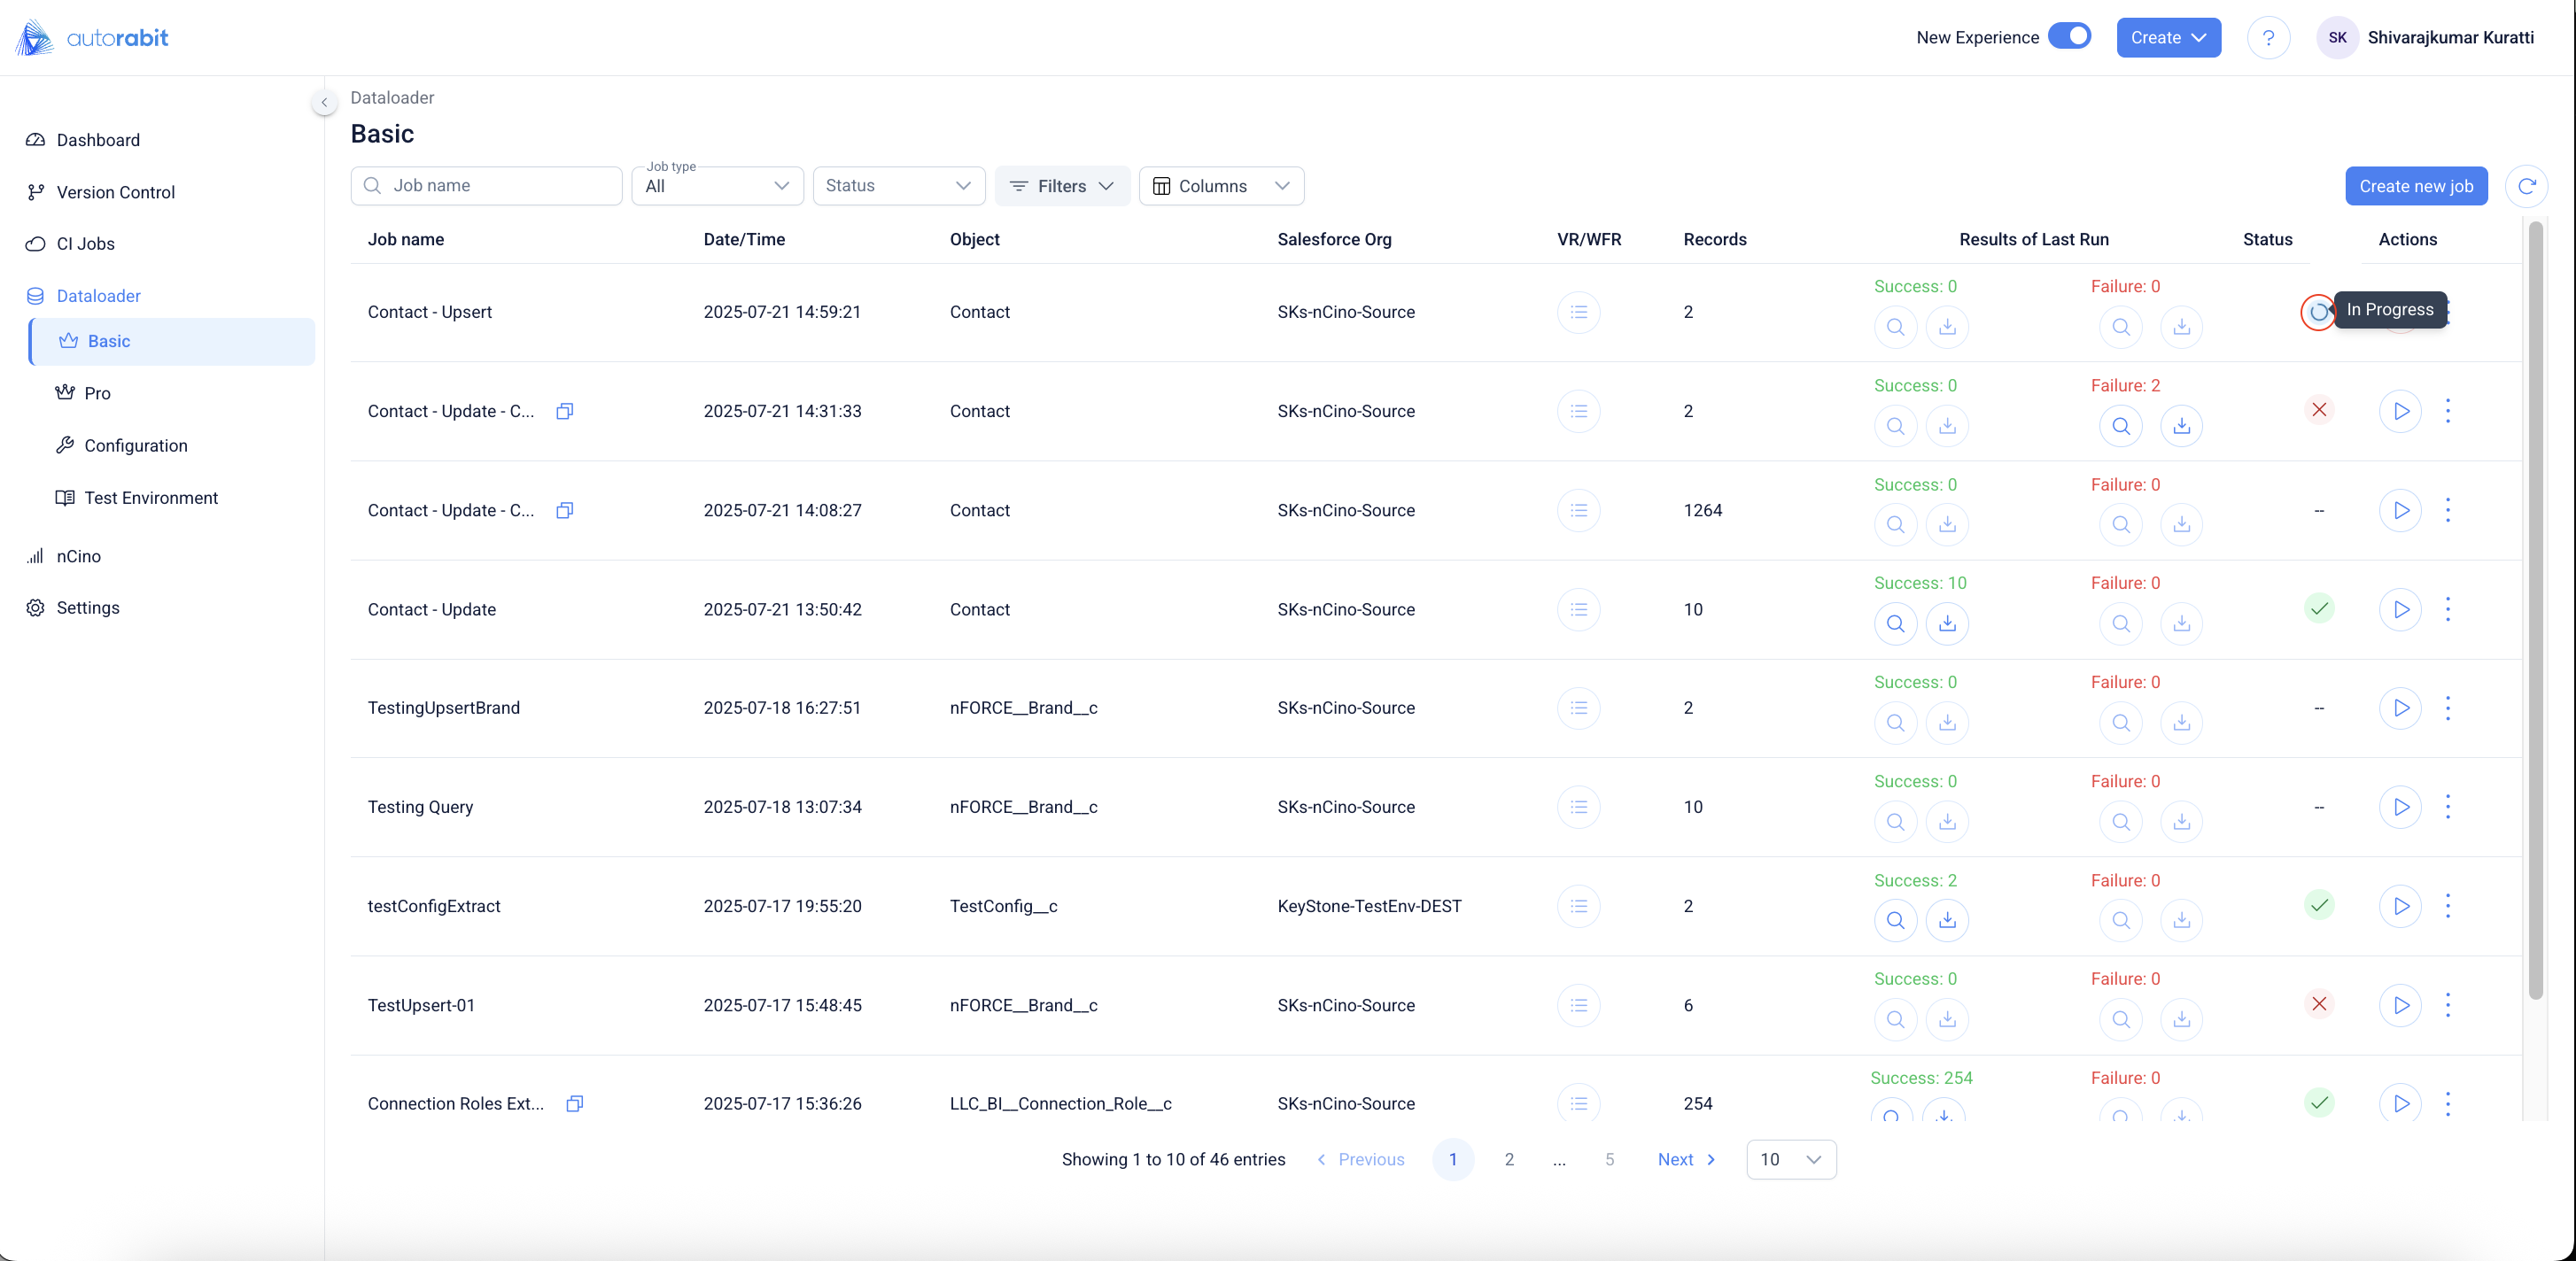 autorabit
New Experience
Create
?
SK
Shivarajkumar Kuratti
Dashboard
Version Control
CI Jobs
Dataloader
Basic
Pro
Configuration
Test Environment
nCino
Settings
Dataloader
Basic
Job name
Job type
All
Status
Filters
Columns
Create new job
Job name Date/Time Object Salesforce Org VR/WFR Records Results of Last Run Status Actions
Contact - Upsert 2025-07-21 14:59:21 Contact SKs-nCino-Source 2 Success: 0 Failure: 0 In Progress
Contact - Update - C... 2025-07-21 14:31:33 Contact SKs-nCino-Source 2 Success: 0 Failure: 2
Contact - Update - C... 2025-07-21 14:08:27 Contact SKs-nCino-Source 1264 Success: 0 Failure: 0 --
Contact - Update 2025-07-21 13:50:42 Contact SKs-nCino-Source 10 Success: 10 Failure: 0
TestingUpsertBrand 2025-07-18 16:27:51 nFORCE__Brand__c SKs-nCino-Source 2 Success: 0 Failure: 0 --
Testing Query 2025-07-18 13:07:34 nFORCE__Brand__c SKs-nCino-Source 10 Success: 0 Failure: 0 --
testConfigExtract 2025-07-17 19:55:20 TestConfig__c KeyStone-TestEnv-DEST 2 Success: 2 Failure: 0
TestUpsert-01 2025-07-17 15:48:45 nFORCE__Brand__c SKs-nCino-Source 6 Success: 0 Failure: 0
Connection Roles Ext... 2025-07-17 15:36:26 LLC_BI__Connection_Role__c SKs-nCino-Source 254 Success: 254 Failure: 0
Showing 1 to 10 of 46 entries Previous 1 2 ... 5 Next 10